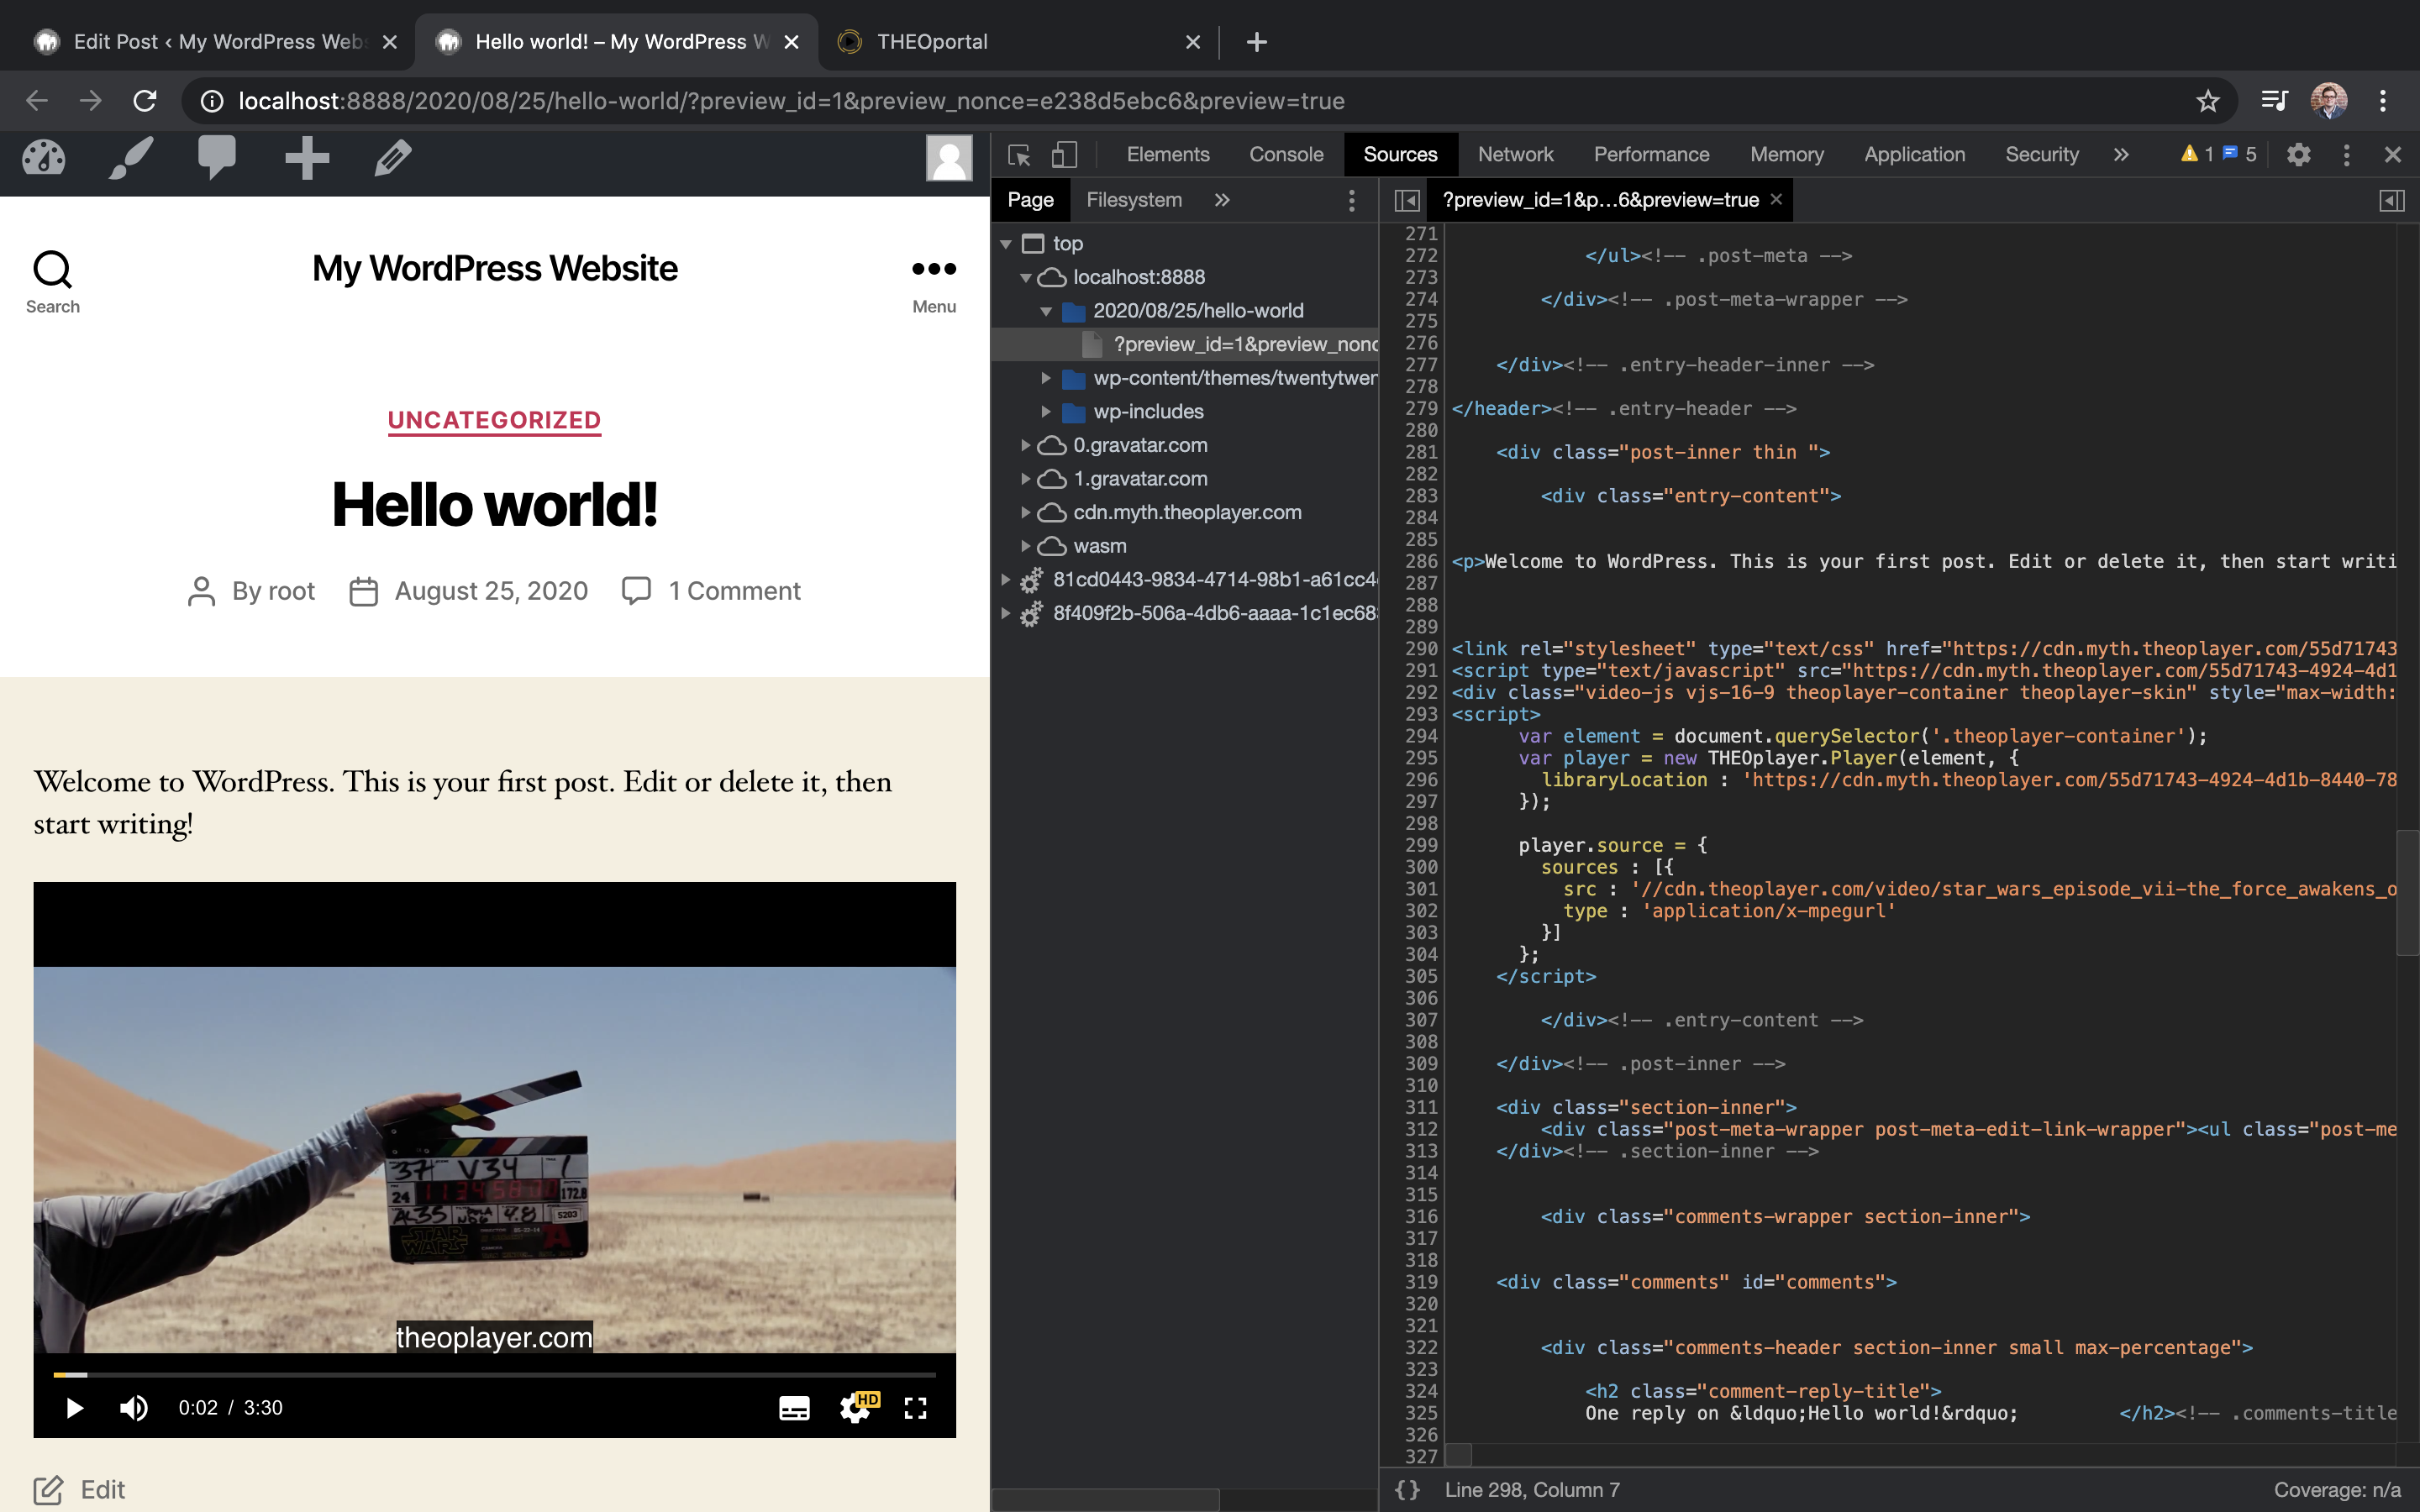 Edit Post ‹ My WordPress Web
Hello world! – My WordPress W
THEOportal
localhost:8888/2020/08/25/hello-world/?preview_id=1&preview_nonce=e238d5ebc6&preview=true
Search
My WordPress Website
Menu
UNCATEGORIZED
Hello world!
By root
August 25, 2020
1 Comment
Welcome to WordPress. This is your first post. Edit or delete it, then
start writing!
37 V34 1
24 172.8
5203
STAR
WARS
A
theoplayer.com
0:02 / 3:30
HD
Edit
Elements Console Sources Network Performance Memory Application Security » 1 5
Page Filesystem »
top
localhost:8888
2020/08/25/hello-world
?preview_id=1&preview_nonc
wp-content/themes/twentytwer
wp-includes
0.gravatar.com
1.gravatar.com
cdn.myth.theoplayer.com
wasm
81cd0443-9834-4714-98b1-a61cc4
8f409f2b-506a-4db6-aaaa-1c1ec68
?preview_id=1&p…6&preview=true
271
272 </ul><!-- .post-meta -->
273
274 </div><!-- .post-meta-wrapper -->
275
276
277 </div><!-- .entry-header-inner -->
278
279 </header><!-- .entry-header -->
280
281 <div class="post-inner thin ">
282
283 <div class="entry-content">
284
285
286 <p>Welcome to WordPress. This is your first post. Edit or delete it, then start writi
287
288
289
290 <link rel="stylesheet" type="text/css" href="https://cdn.myth.theoplayer.com/55d71743
291 <script type="text/javascript" src="https://cdn.myth.theoplayer.com/55d71743-4924-4d1
292 <div class="video-js vjs-16-9 theoplayer-container theoplayer-skin" style="max-width:
293 <script>
294 var element = document.querySelector('.theoplayer-container');
295 var player = new THEOplayer.Player(element, {
296 libraryLocation : 'https://cdn.myth.theoplayer.com/55d71743-4924-4d1b-8440-78
297 });
298
299 player.source = {
300 sources : [{
301 src : '//cdn.theoplayer.com/video/star_wars_episode_vii-the_force_awakens_o
302 type : 'application/x-mpegurl'
303 }]
304 };
305 </script>
306
307 </div><!-- .entry-content -->
308
309 </div><!-- .post-inner -->
310
311 <div class="section-inner">
312 <div class="post-meta-wrapper post-meta-edit-link-wrapper"><ul class="post-me
313 </div><!-- .section-inner -->
314
315
316 <div class="comments-wrapper section-inner">
317
318
319 <div class="comments" id="comments">
320
321
322 <div class="comments-header section-inner small max-percentage">
323
324 <h2 class="comment-reply-title">
325 One reply on &ldquo;Hello world!&rdquo; </h2><!-- .comments-title
326
327
{} Line 298, Column 7
Coverage: n/a